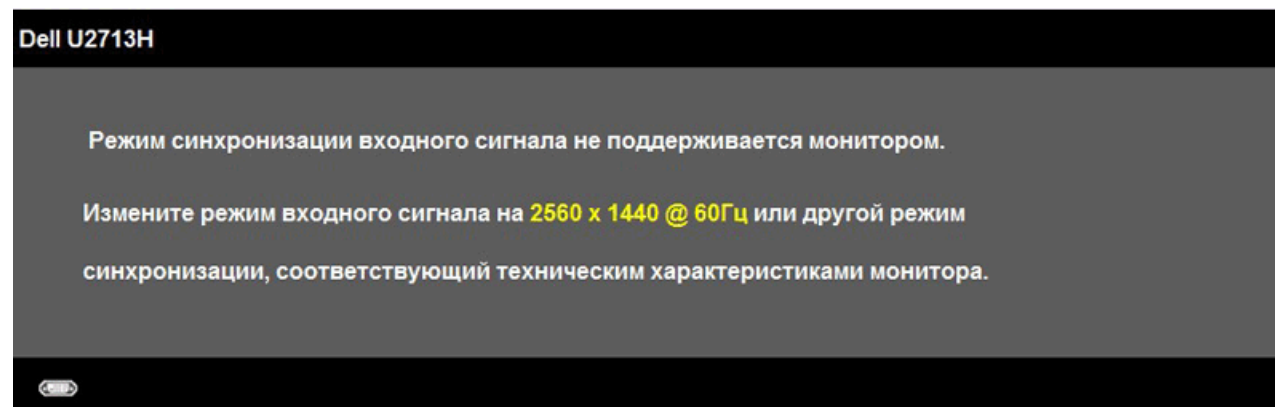 Dell U2713H
Режим синхронизации входного сигнала не поддерживается монитором.
Измените режим входного сигнала на 2560 x 1440 @ 60Гц или другой режим
синхронизации, соответствующий техническим характеристиками монитора.